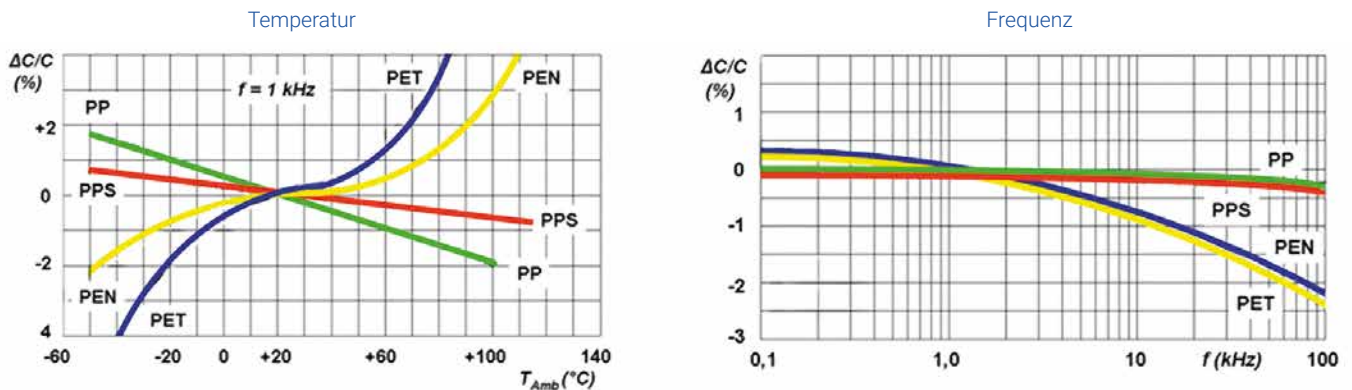 Temperatur
ΔC/C
(%)
f = 1 kHz
PET
PEN
PP
+2
0
PPS
PPS
-2
PP
PEN
PET
4
-60
-20
0
+20
+60
+100
140
T_Amb (°C)
Frequenz
ΔC/C
(%)
1
0
PP
PPS
-1
PEN
-2
PET
-3
0,1
1,0
10
f (kHz)
100